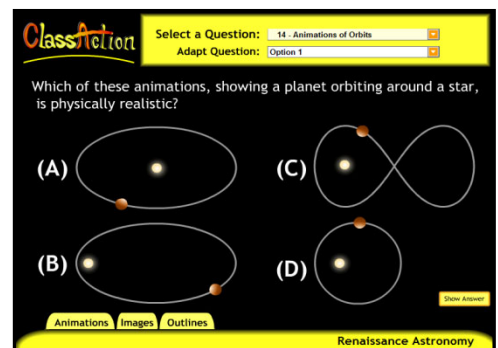 ClassAction
Select a Question: 14 - Animations of Orbits
Adapt Question: Option 1
Which of these animations, showing a planet orbiting around a star,
is physically realistic?
(A)
(C)
(B)
(D)
Show Answer
Animations Images Outlines
Renaissance Astronomy